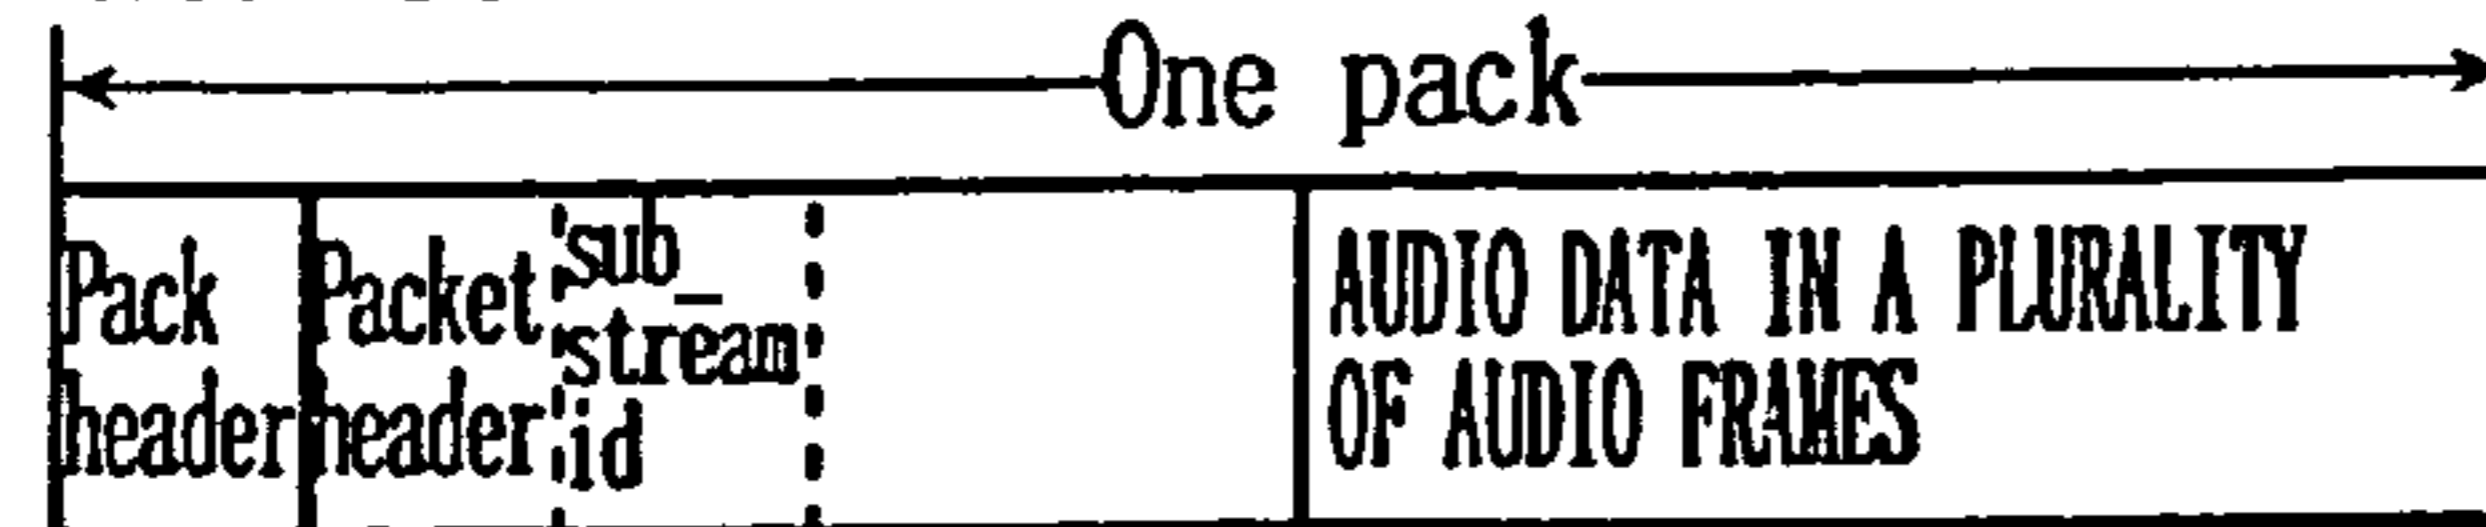 One pack
Pack
header
Packet
header
sub_
stream
id
AUDIO DATA IN A PLURALITY
OF AUDIO FRAMES